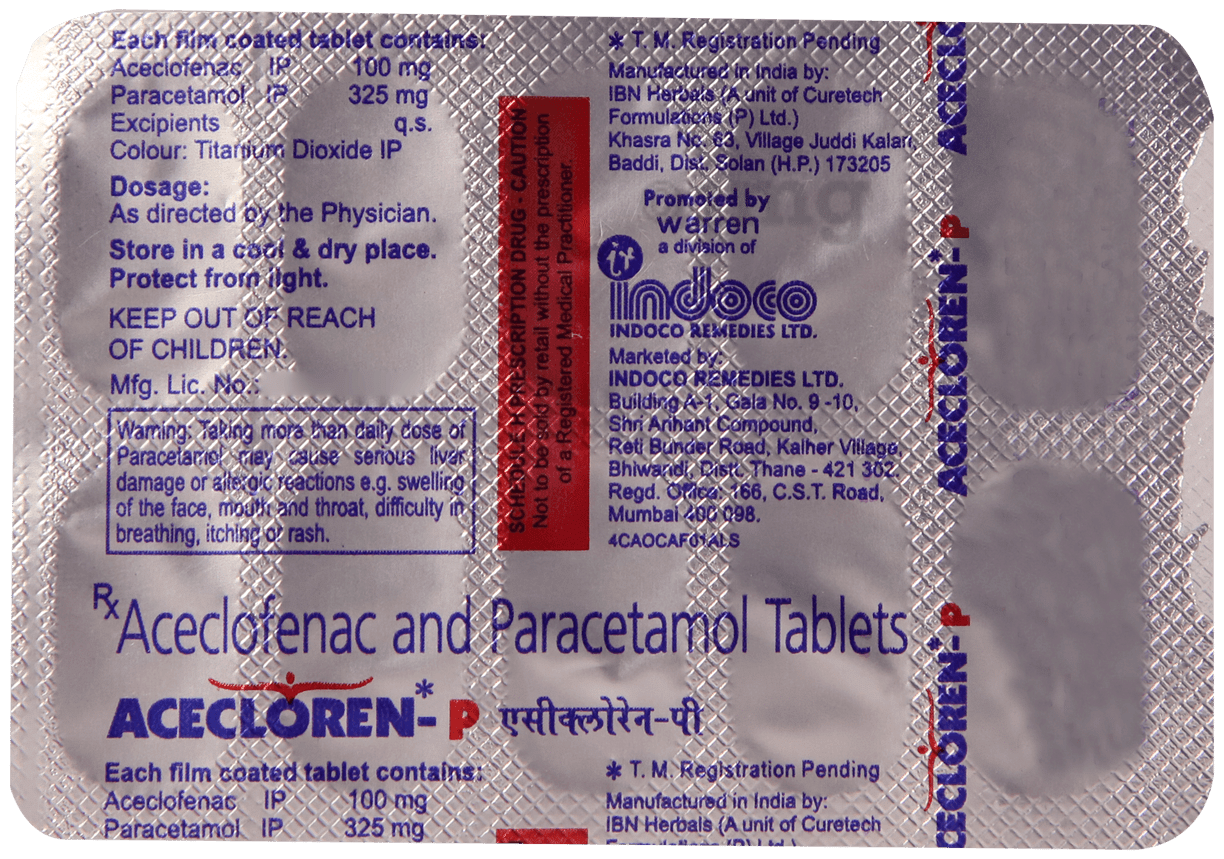 Each film coated tablet contains:
Aceclofenac IP 100 mg
Paracetamol IP 325 mg
Excipients q.s.
Colour: Titanium Dioxide IP
Dosage:
As directed by the Physician.
Store in a cool & dry place.
Protect from light.
KEEP OUT OF REACH
OF CHILDREN.
Mfg. Lic. No.:
Warning: Taking more than daily dose of
Paracetamol may cause serious liver
damage or allergic reactions e.g. swelling
of the face, mouth and throat, difficulty in
breathing, itching or rash.
SCHEDULE H PRESCRIPTION DRUG - CAUTION
Not to be sold by retail without the prescription
of a Registered Medical Practitioner.
* T. M. Registration Pending
Manufactured in India by:
IBN Herbals (A unit of Curetech
Formulations (P) Ltd.)
Khasra No. 63, Village Juddi Kalan,
Baddi, Dist. Solan (H.P.) 173205
Promoted by
warren
a division of
indoco
INDOCO REMEDIES LTD.
Marketed by:
INDOCO REMEDIES LTD.
Building A-1, Gala No. 9 -10,
Shri Arihant Compound,
Reti Bunder Road, Kalher Village,
Bhiwandi, Distt. Thane - 421 302.
Regd. Office: 166, C.S.T. Road,
Mumbai 400 098.
4CAOCAF01ALS
Rx Aceclofenac and Paracetamol Tablets
ACECLOREN*- P एसीक्लोरेन-पी
Each film coated tablet contains:
Aceclofenac IP 100 mg
Paracetamol IP 325 mg
* T. M. Registration Pending
Manufactured in India by:
IBN Herbals (A unit of Curetech
Formulations (P) Ltd.)
ACECLO
ACECLOREN*- P
CECLOREN*- P